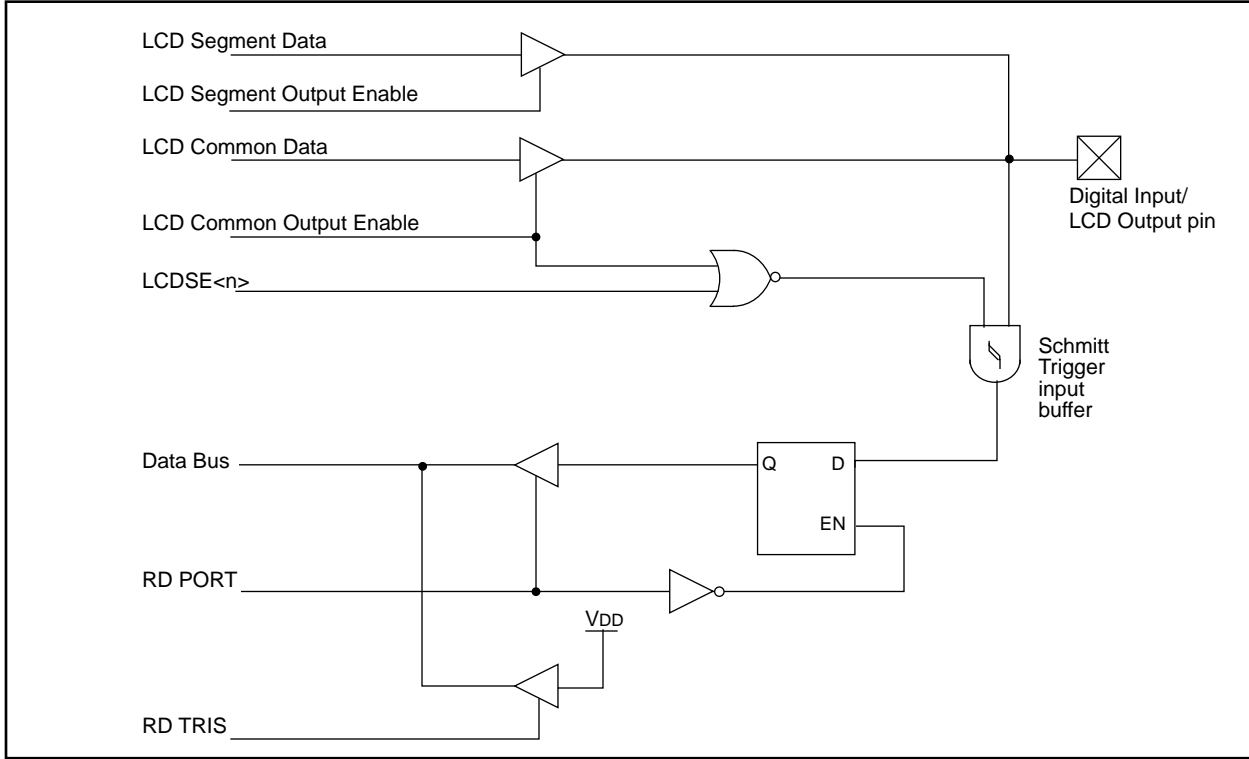 LCD Segment Data
LCD Segment Output Enable
LCD Common Data
Digital Input/
LCD Output pin
LCD Common Output Enable
LCDSE<n>
Schmitt
Trigger
input
buffer
Data Bus
Q D
EN
RD PORT
VDD
RD TRIS